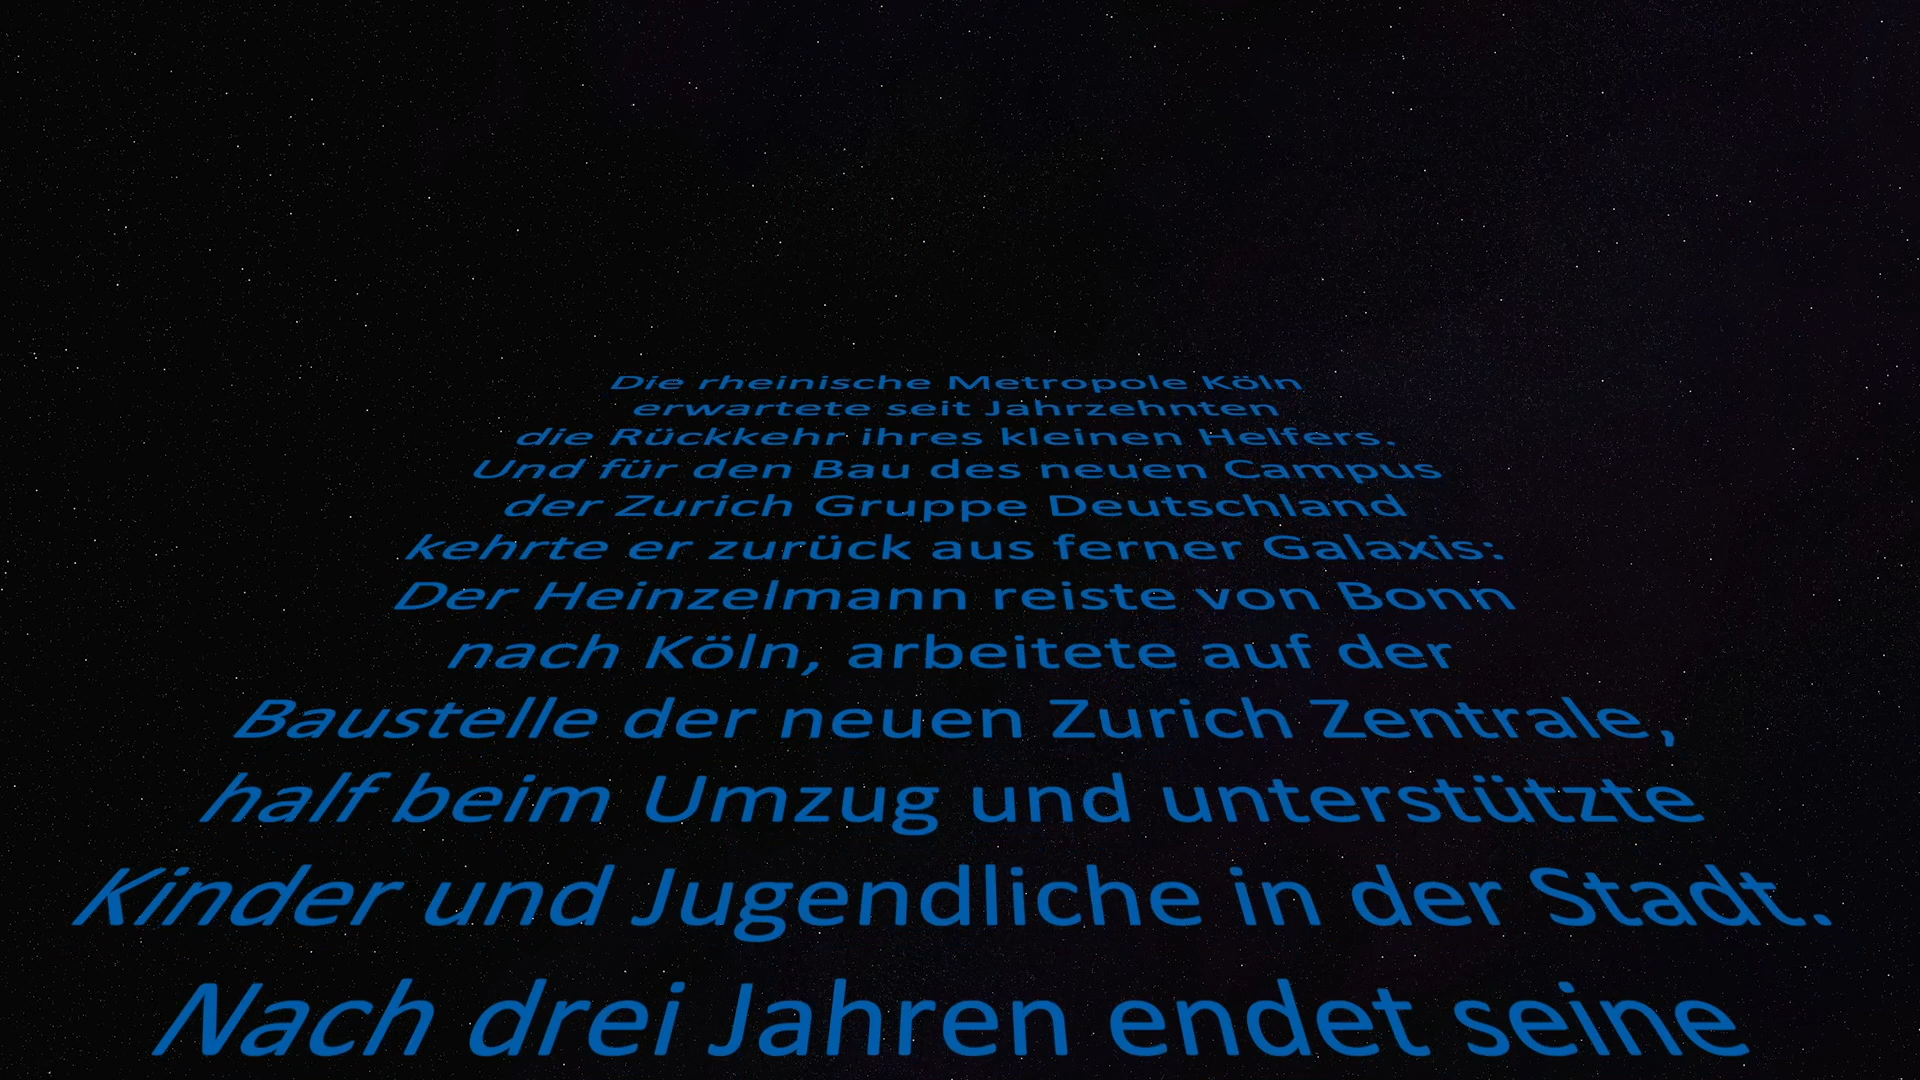 Die rheinische Metropole Köln
erwartete seit Jahrzehnten
die Rückkehr ihres kleinen Helfers.
Und für den Bau des neuen Campus
der Zurich Gruppe Deutschland
kehrte er zurück aus ferner Galaxis:
Der Heinzelmann reiste von Bonn
nach Köln, arbeitete auf der
Baustelle der neuen Zurich Zentrale,
half beim Umzug und unterstützte
Kinder und Jugendliche in der Stadt.
Nach drei Jahren endet seine